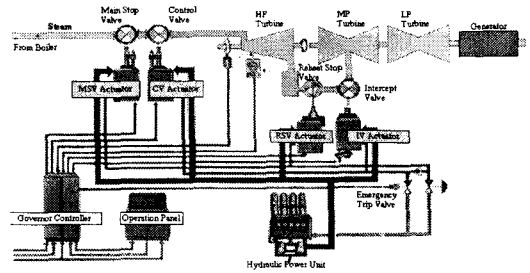 Main Stop
Valve
Control
Valve
HP
Turbine
MP
Turbine
LP
Turbine
Generator
Steam
From Boiler
Reheat Stop
Valve
Intercept
Valve
MSV Actuator
CV Actuator
RSV Actuator
IV Actuator
Emergency
Trip Valve
Governor Controller
Operation Panel
Hydraulic Power Unit